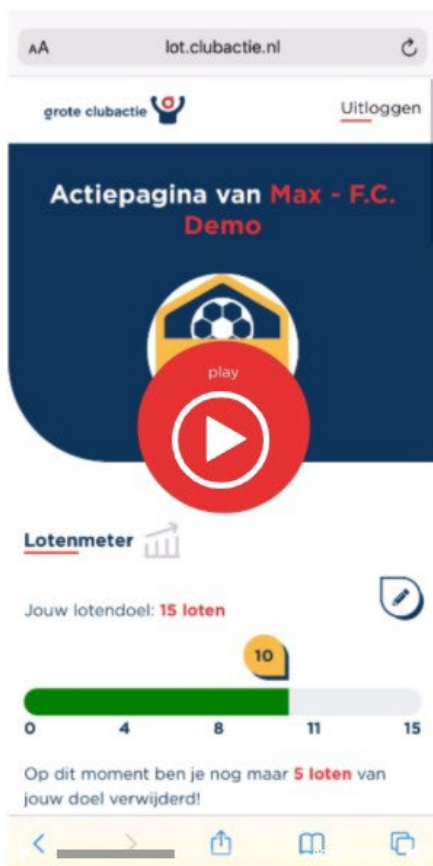 AA lot.clubactie.nl
grote clubactie Uitloggen
Actiepagina van Max - F.C.
Demo
play
Lotenmeter
Jouw lotendoel: 15 loten
10
0 4 8 11 15
Op dit moment ben je nog maar 5 loten van
jouw doel verwijderd!